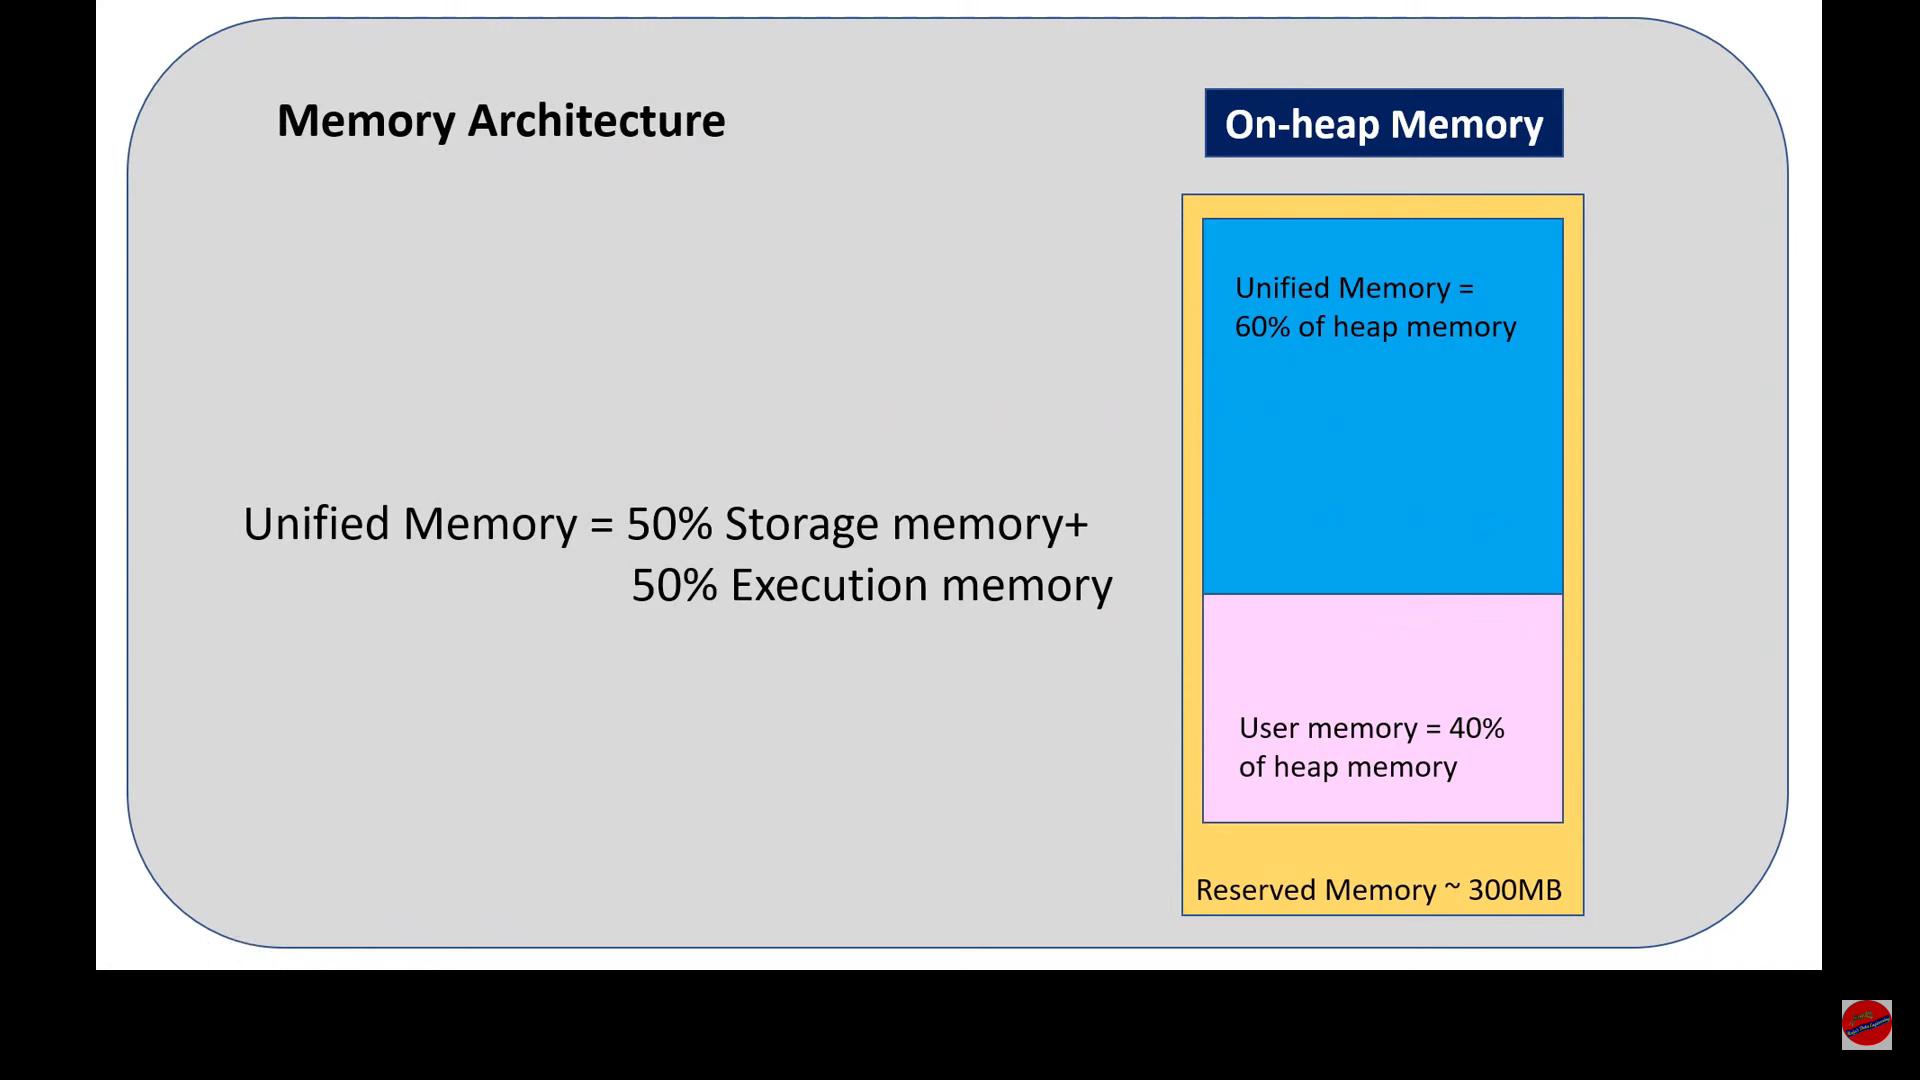 Memory Architecture
On-heap Memory
Unified Memory =
60% of heap memory
Unified Memory = 50% Storage memory+
50% Execution memory
User memory = 40%
of heap memory
Reserved Memory ~ 300MB